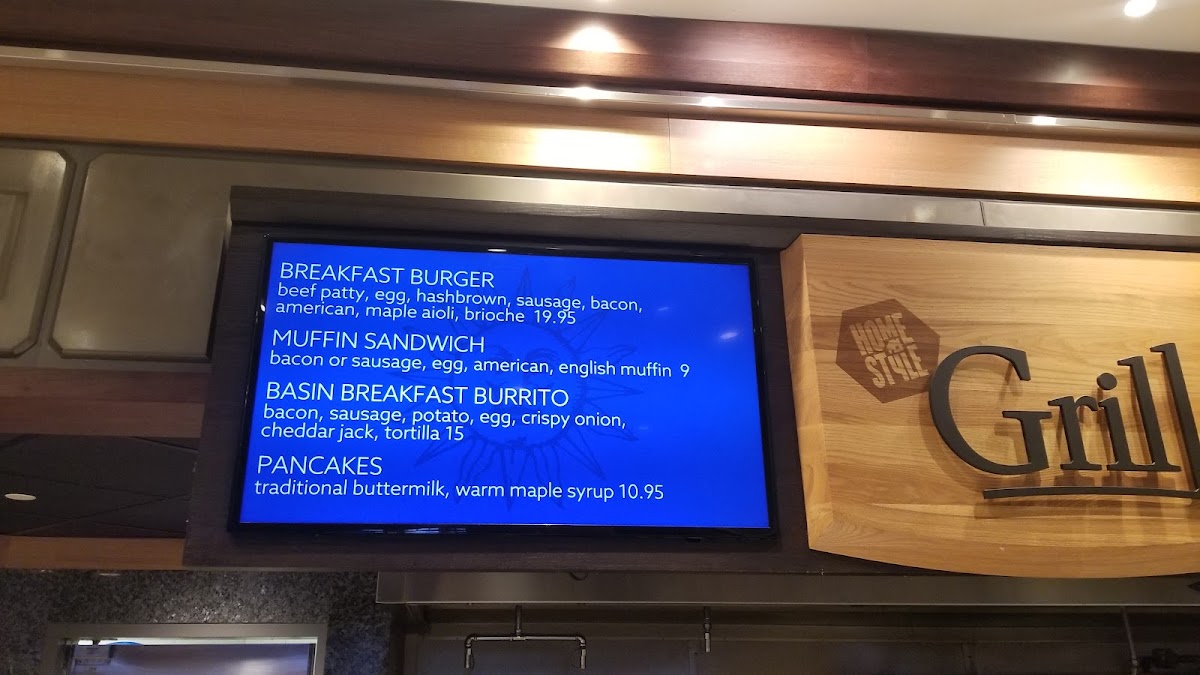 BREAKFAST BURGER
beef patty, egg, hashbrown, sausage, bacon,
american, maple aioli, brioche 19.95
MUFFIN SANDWICH
bacon or sausage, egg, american, english muffin 9
BASIN BREAKFAST BURRITO
bacon, sausage, potato, egg, crispy onion,
cheddar jack, tortilla 15
PANCAKES
traditional buttermilk, warm maple syrup 10.95
HOME
STYLE
Grill